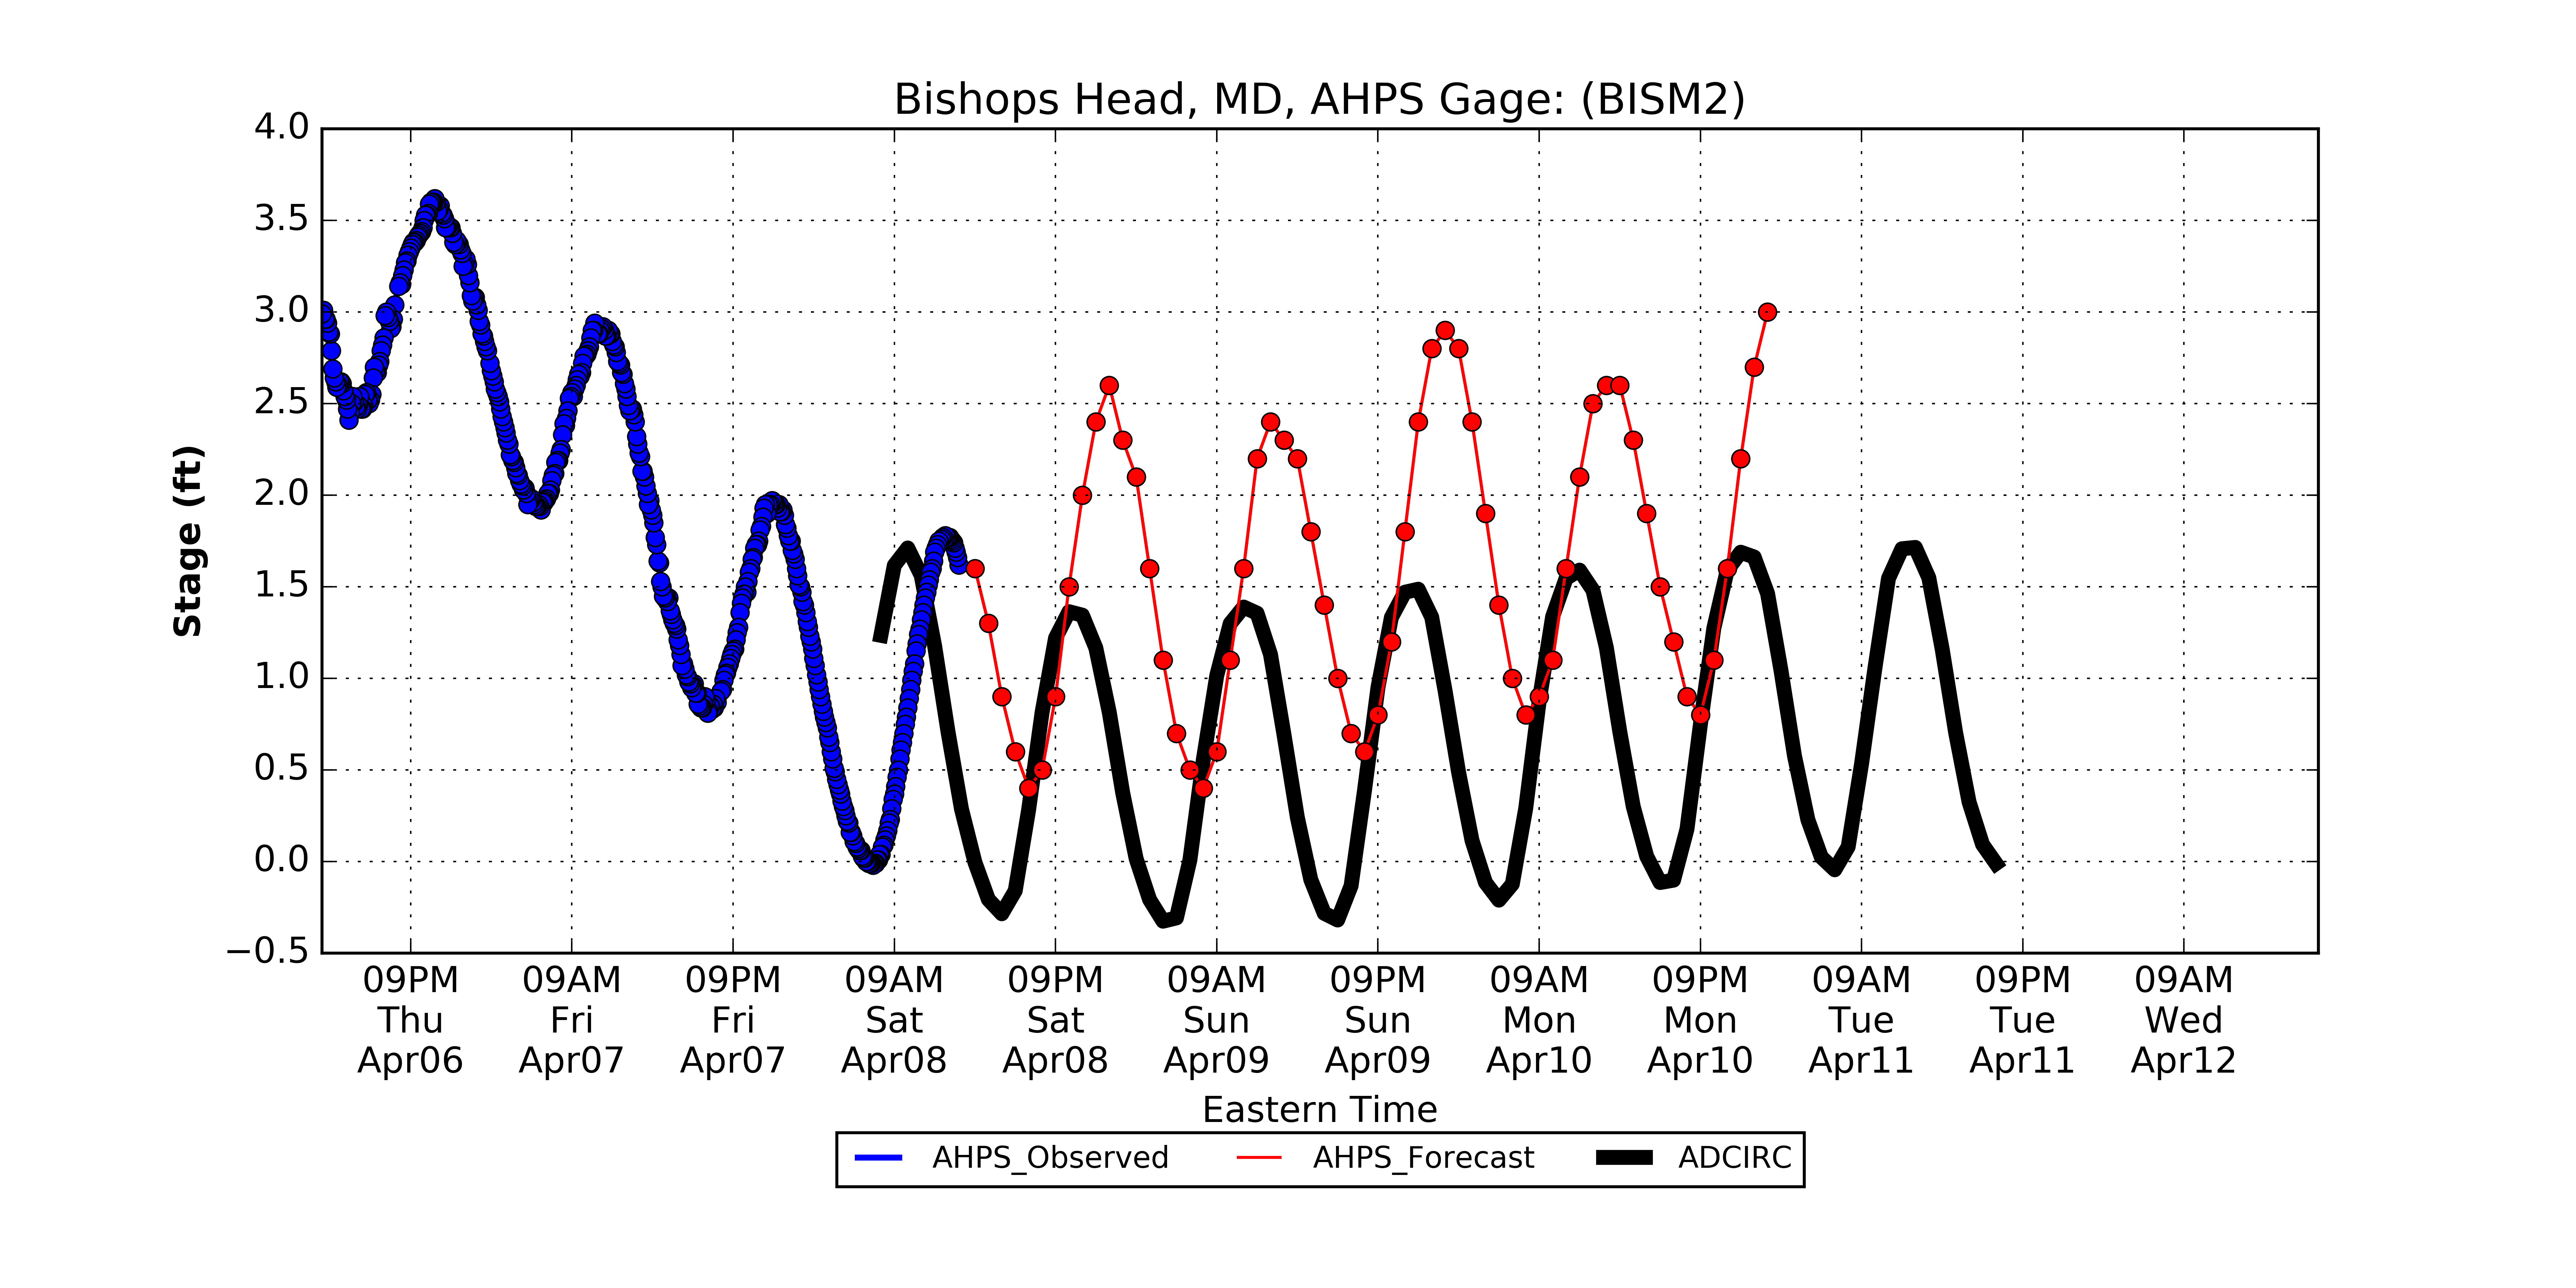 Bishops Head, MD, AHPS Gage: (BISM2)
4.0
3.5
3.0
2.5
2.0
1.5
1.0
0.5
0.0
−0.5
Stage (ft)
09PM 09AM 09PM 09AM 09PM 09AM 09PM 09AM 09PM 09AM 09PM 09AM
Thu Fri Fri Sat Sat Sun Sun Mon Mon Tue Tue Wed
Apr06 Apr07 Apr07 Apr08 Apr08 Apr09 Apr09 Apr10 Apr10 Apr11 Apr11 Apr12
Eastern Time
AHPS_Observed AHPS_Forecast ADCIRC